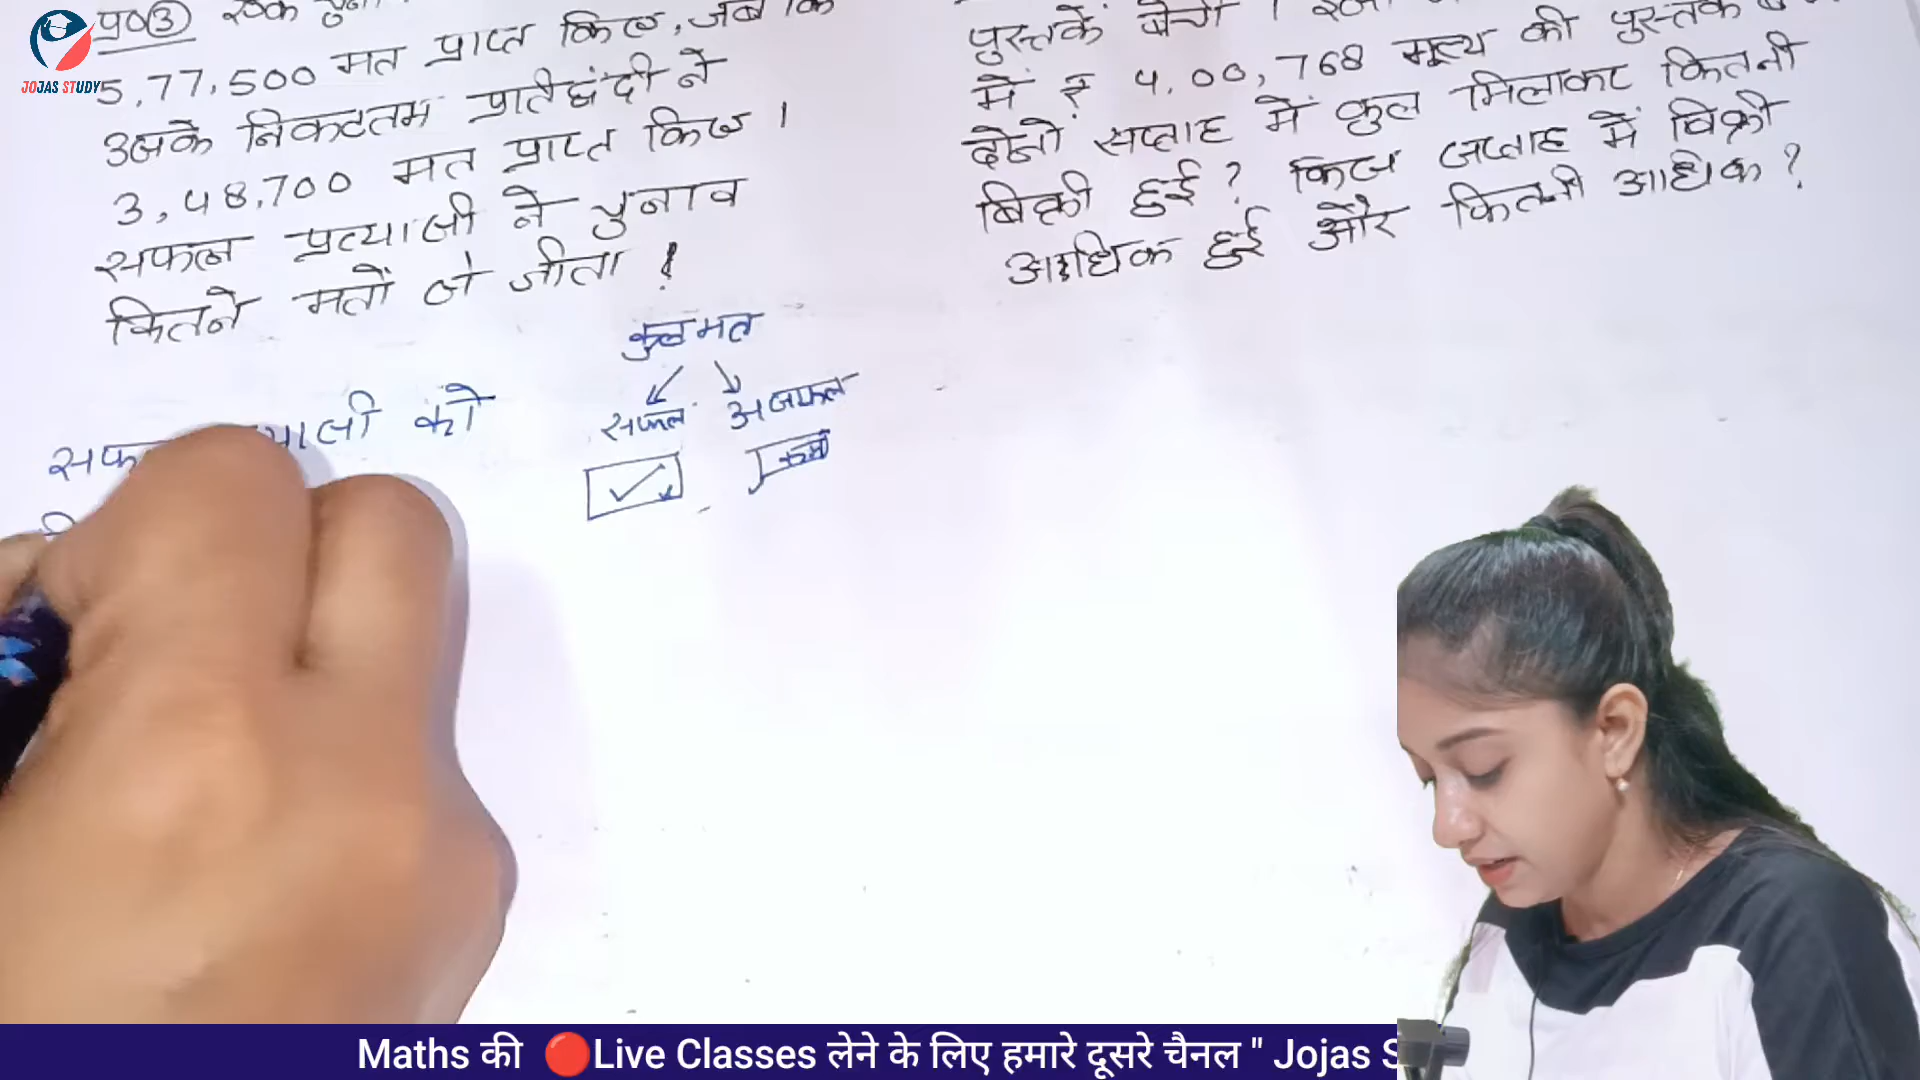 JOJAS STUDY
प्र०③ एक
5,77,500 मत प्राप्त किए, जब कि
उसके निकटतम प्रतिद्वंदी ने
3,48,700 मत प्राप्त किए।
सफल प्रत्याशी ने चुनाव
कितने मतों से जीता ?
कुल मत
सफल असफल
कम
सफ याशी को
पुस्तकें बेची ।
में ₹ 4,00,768 मूल्य की पुस्तकें
दोनो सप्ताह में कुल मिलाकर कितनी
बिक्री हुई? किस सप्ताह में बिक्री
अधिक हुई और कितनी अधिक ?
Maths की 🔴Live Classes लेने के लिए हमारे दूसरे चैनल " Jojas S